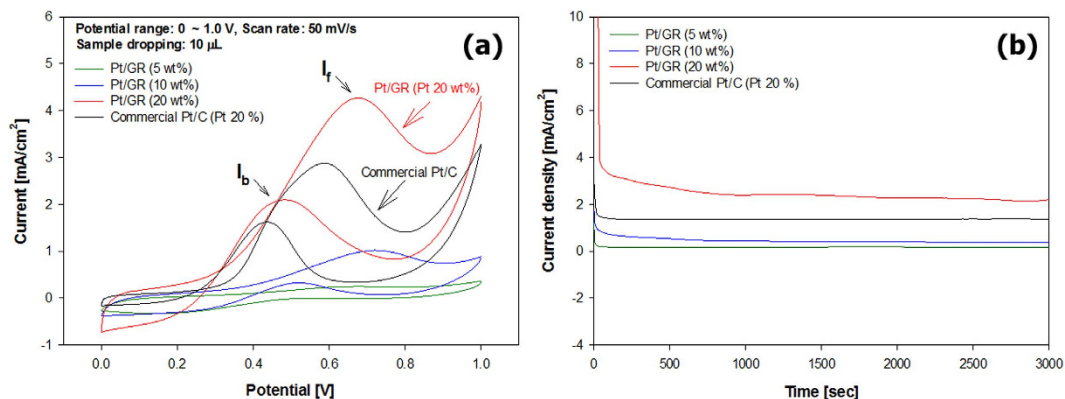 Potential range: 0 ~ 1.0 V, Scan rate: 50 mV/s
Sample dropping: 10 μL
(a)
Pt/GR (5 wt%)
Pt/GR (10 wt%)
Pt/GR (20 wt%)
Commercial Pt/C (Pt 20 %)
If
Pt/GR (Pt 20 wt%)
Ib
Commercial Pt/C
Current [mA/cm2]
6
5
4
3
2
1
0
-1
0.0 0.2 0.4 0.6 0.8 1.0
Potential [V]
(b)
Pt/GR (5 wt%)
Pt/GR (10 wt%)
Pt/GR (20 wt%)
Commercial Pt/C (Pt 20 %)
Current density [mA/cm2]
10
8
6
4
2
0
-2
-4
0 500 1000 1500 2000 2500 3000
Time [sec]